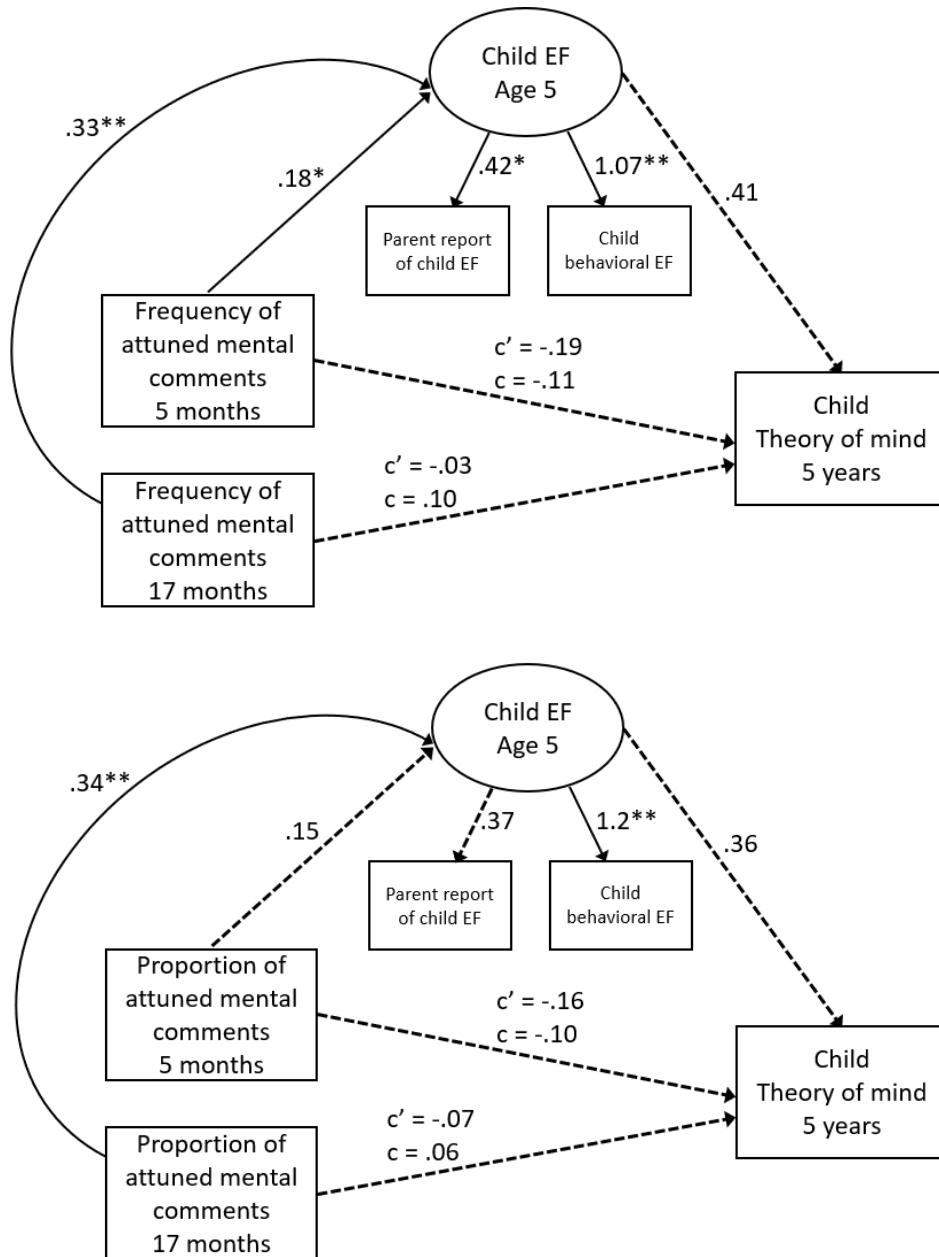 Child EF
Age 5
.33**
.18*
.42*
1.07**
.41
Parent report
of child EF
Child
behavioral EF
Frequency of
attuned mental
comments
5 months
c’ = -.19
c = -.11
Child
Theory of mind
5 years
Frequency of
attuned mental
comments
17 months
c’ = -.03
c = .10
Child EF
Age 5
.34**
.15
.37
1.2**
.36
Parent report
of child EF
Child
behavioral EF
Proportion of
attuned mental
comments
5 months
c’ = -.16
c = -.10
Child
Theory of mind
5 years
Proportion of
attuned mental
comments
17 months
c’ = -.07
c = .06